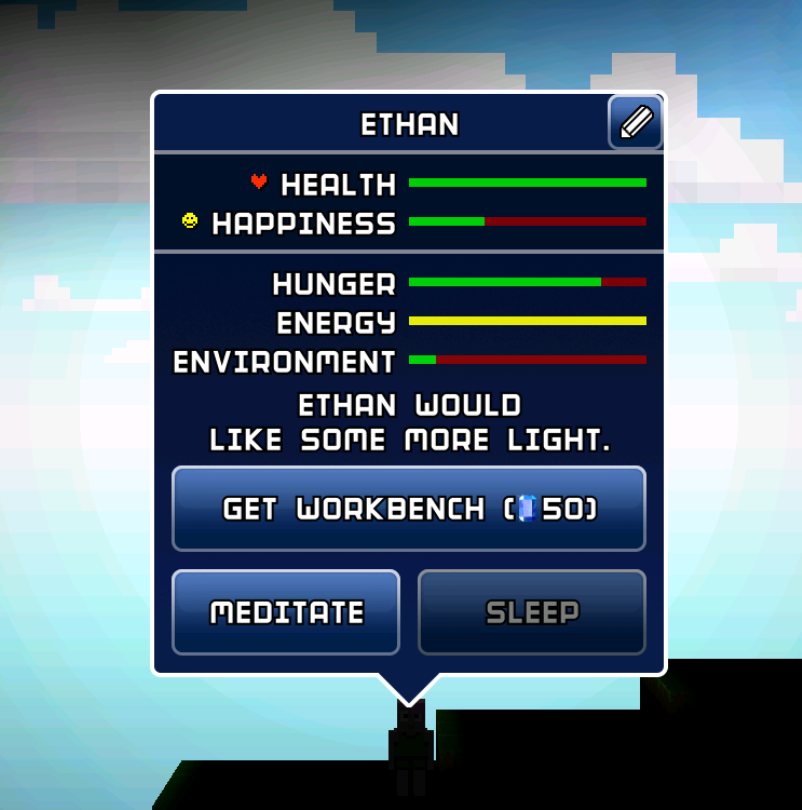 ETHAN
HEALTH
HAPPINESS
HUNGER
ENERGY
ENVIRONMENT
ETHAN WOULD
LIKE SOME MORE LIGHT.
GET WORKBENCH (50)
MEDITATE
SLEEP